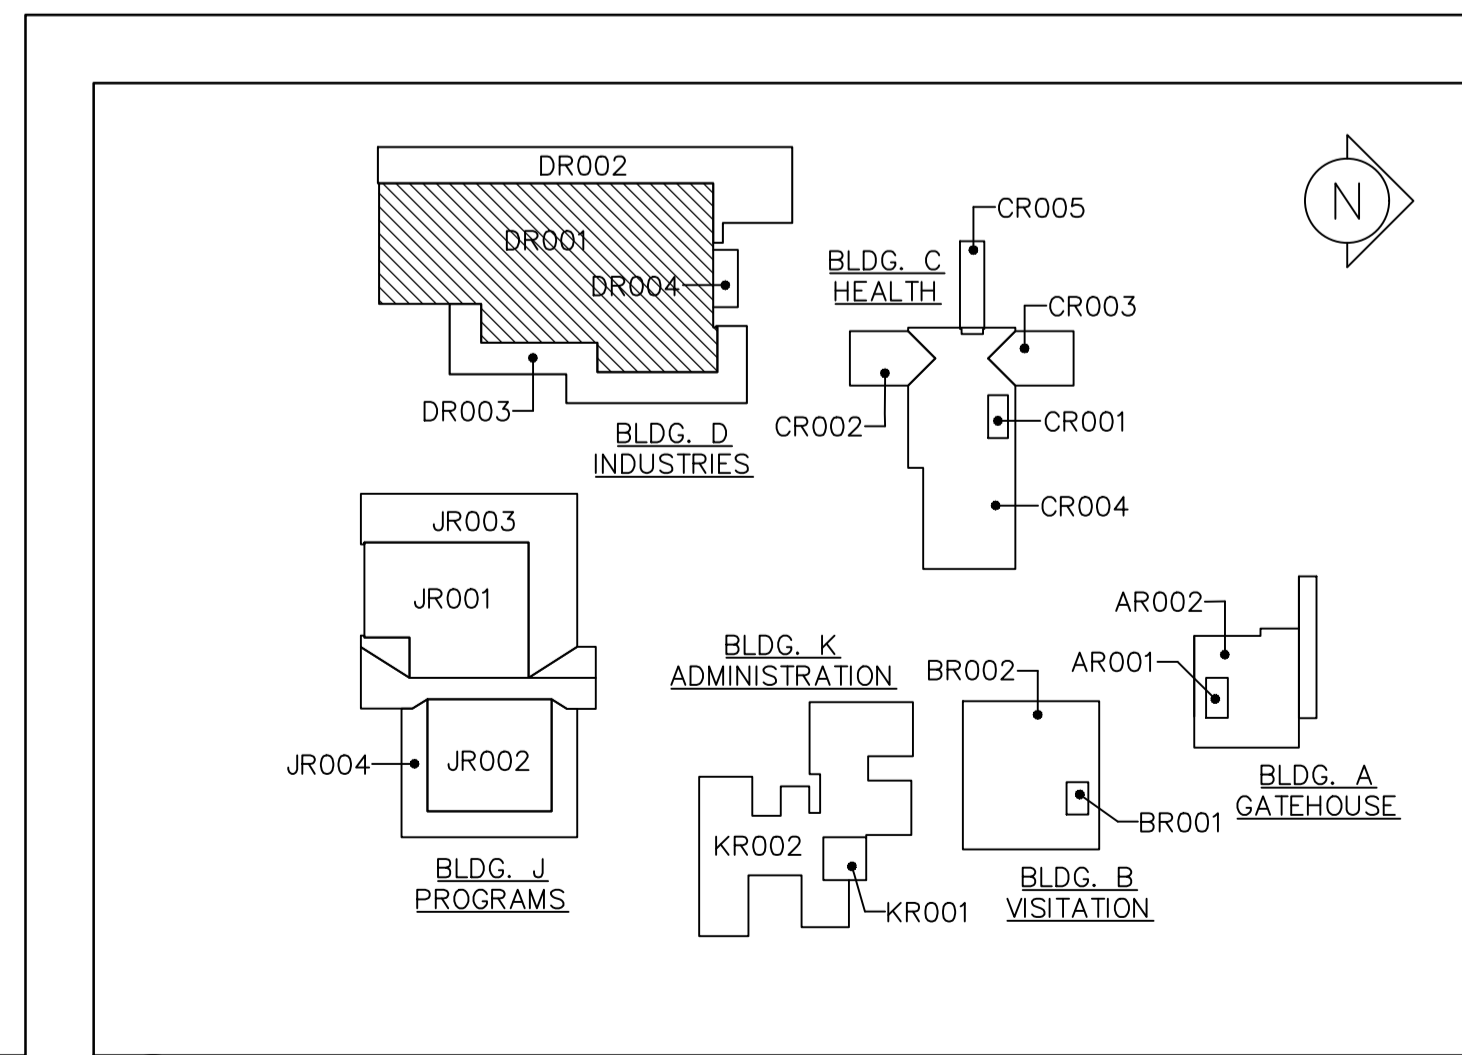 DR002
DR001
DR004
DR003
BLDG. D
INDUSTRIES
BLDG. C
HEALTH
CR005
CR003
CR002
CR001
CR004
N
JR003
JR001
JR004
JR002
BLDG. J
PROGRAMS
BLDG. K
ADMINISTRATION
KR002
KR001
BR002
BR001
BLDG. B
VISITATION
AR002
AR001
BLDG. A
GATEHOUSE